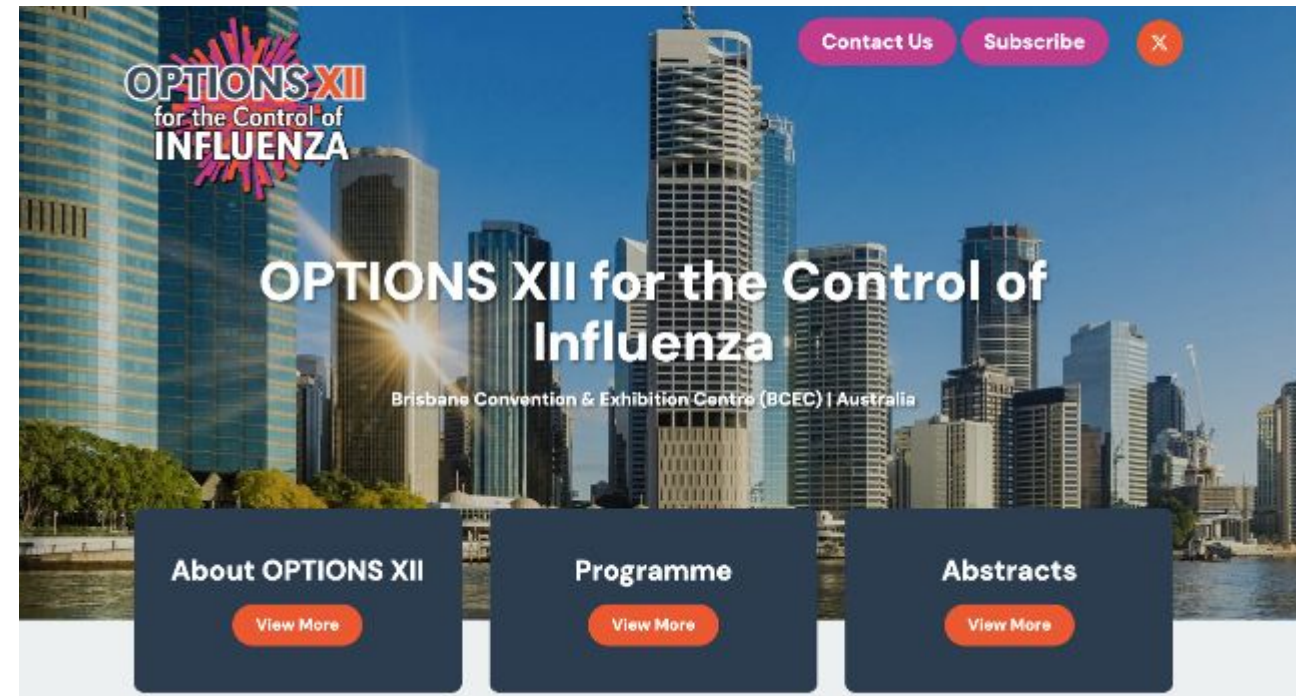 Contact Us
Subscribe
X
OPTIONS XII
for the Control of
INFLUENZA
OPTIONS XII for the Control of
Influenza
Brisbane Convention & Exhibition Centre (BCEC) | Australia
About OPTIONS XII
Programme
Abstracts
View More
View More
View More